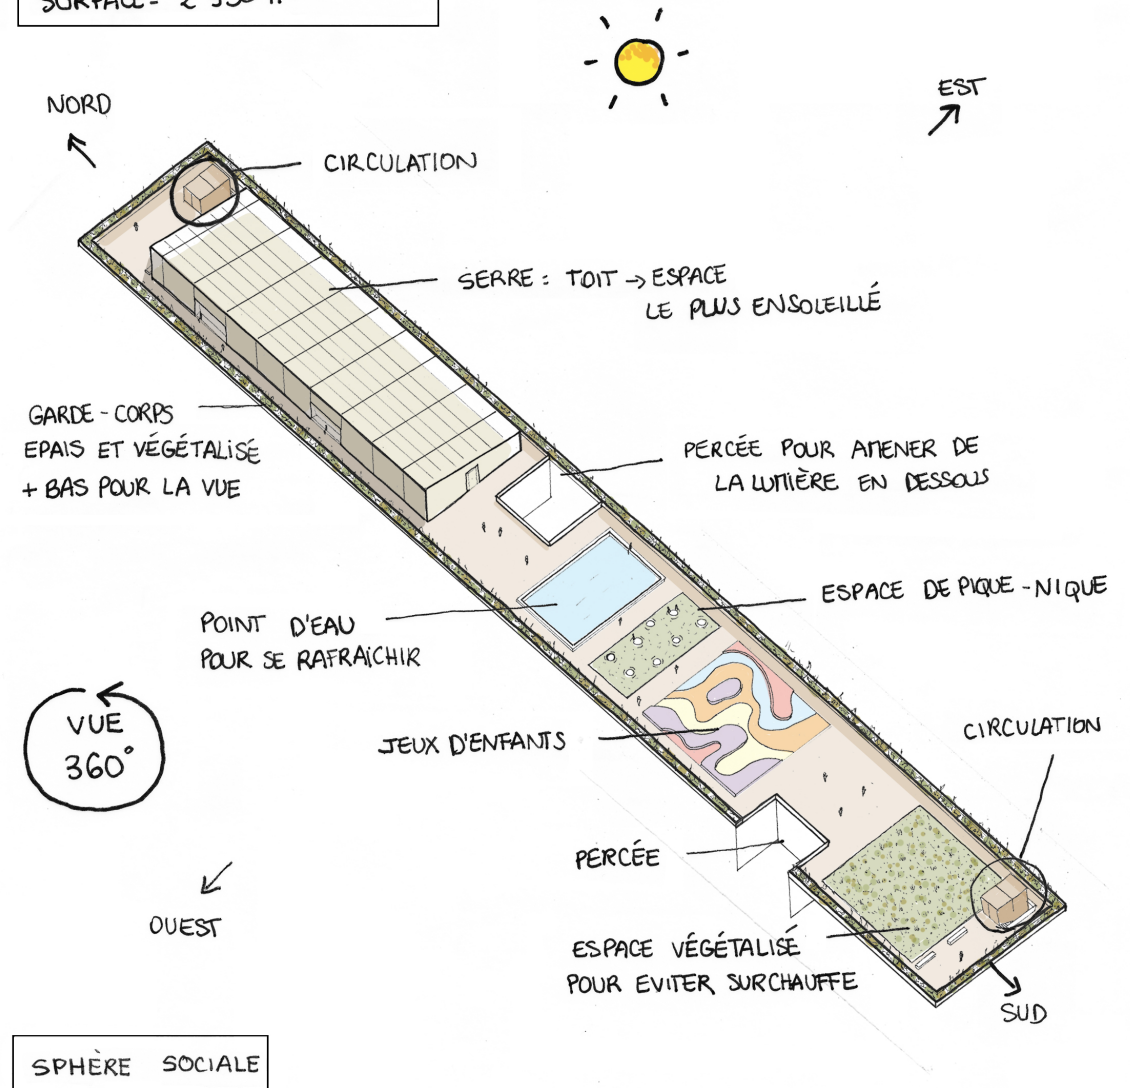 NORD
EST
CIRCULATION
SERRE : TOIT → ESPACE
LE PLUS ENSOLEILLÉ
GARDE-CORPS
EPAIS ET VÉGÉTALISÉ
+ BAS POUR LA VUE
PERCÉE POUR AMENER DE
LA LUMIÈRE EN DESSOUS
ESPACE DE PIQUE-NIQUE
POINT D'EAU
POUR SE RAFRAÎCHIR
VUE
360°
JEUX D'ENFANTS
CIRCULATION
PERCÉE
OUEST
ESPACE VÉGÉTALISÉ
POUR EVITER SURCHAUFFE
SUD
SPHÈRE SOCIALE